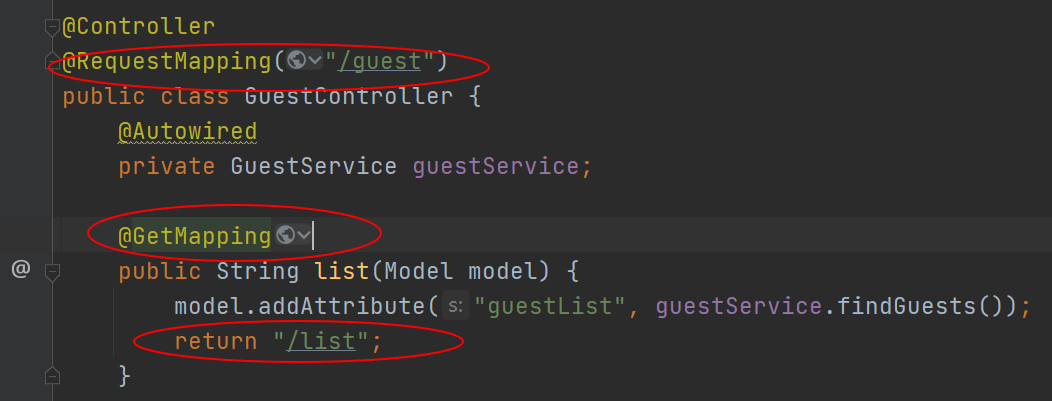 @Controller
@RequestMapping("/guest")
public class GuestController {
@Autowired
private GuestService guestService;
@GetMapping
@
public String list(Model model) {
model.addAttribute(s: "guestList", guestService.findGuests());
return "/list";
}